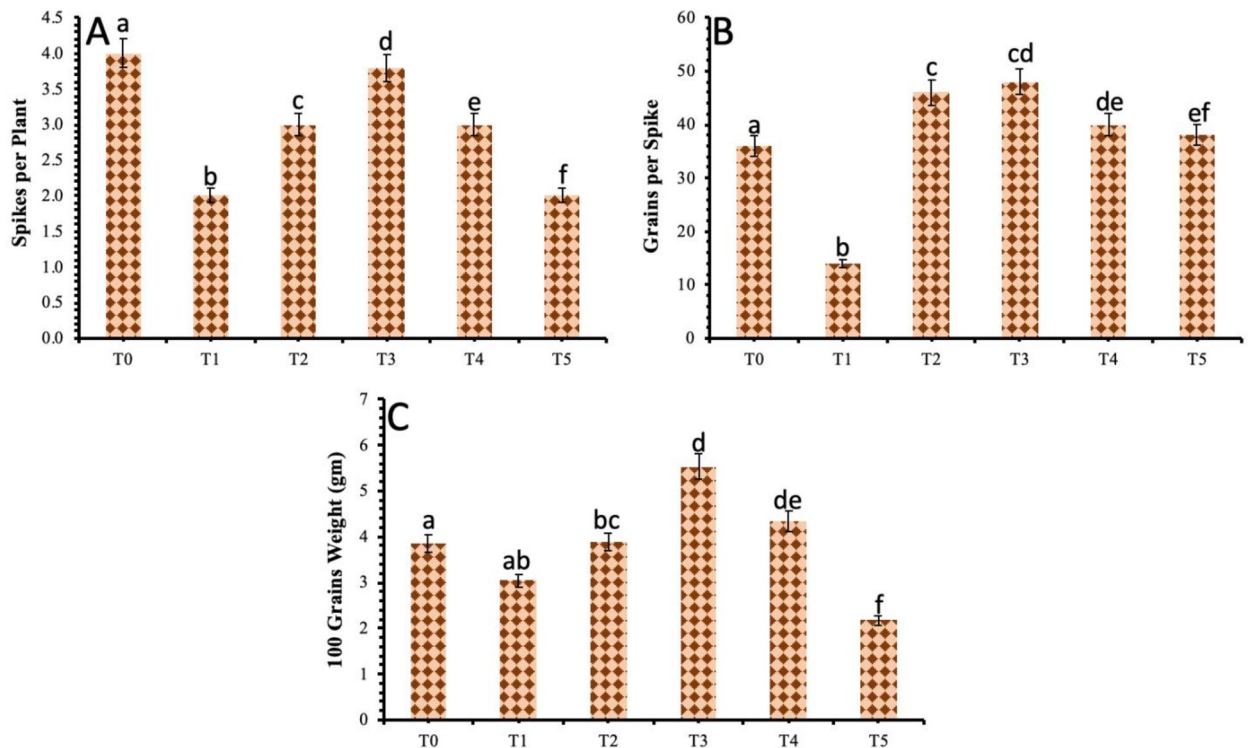 A
Spikes per Plant
4.5
4.0
3.5
3.0
2.5
2.0
1.5
1.0
0.5
0.0
a
b
c
d
e
f
T0 T1 T2 T3 T4 T5
B
Grains per Spike
60
50
40
30
20
10
0
a
b
c
cd
de
ef
T0 T1 T2 T3 T4 T5
C
100 Grains Weight (gm)
7
6
5
4
3
2
1
0
a
ab
bc
d
de
f
T0 T1 T2 T3 T4 T5